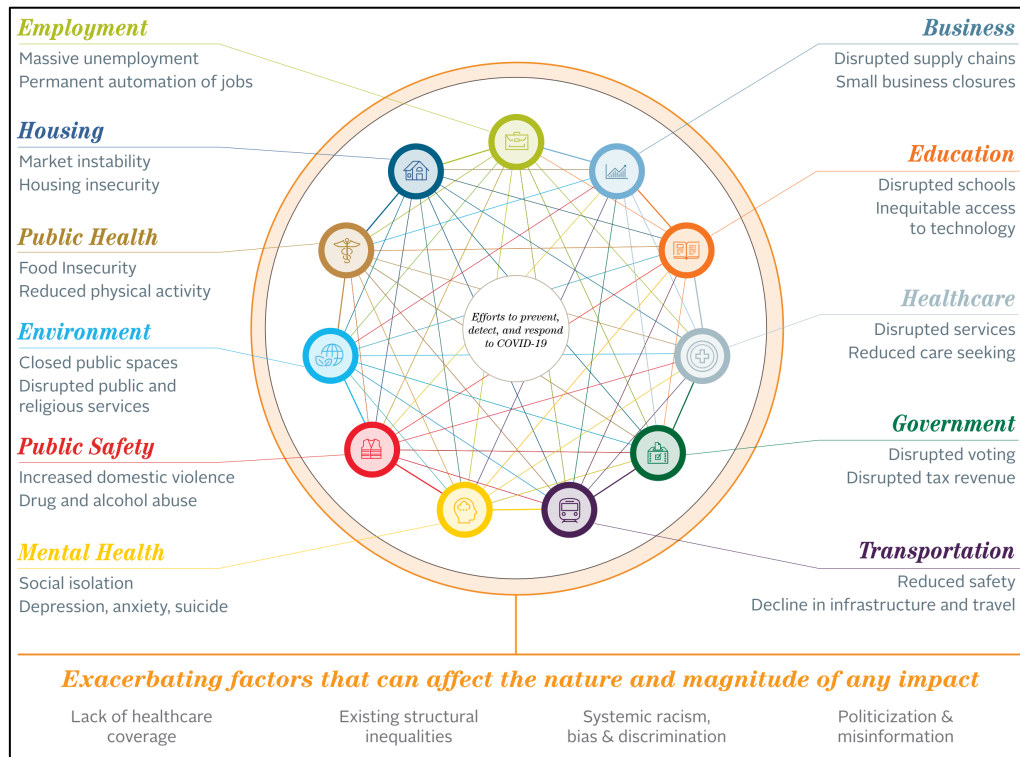 Employment
Massive unemployment
Permanent automation of jobs
Housing
Market instability
Housing insecurity
Public Health
Food Insecurity
Reduced physical activity
Environment
Closed public spaces
Disrupted public and
religious services
Public Safety
Increased domestic violence
Drug and alcohol abuse
Mental Health
Social isolation
Depression, anxiety, suicide
Efforts to prevent,
detect, and respond
to COVID-19
Business
Disrupted supply chains
Small business closures
Education
Disrupted schools
Inequitable access
to technology
Healthcare
Disrupted services
Reduced care seeking
Government
Disrupted voting
Disrupted tax revenue
Transportation
Reduced safety
Decline in infrastructure and travel
Exacerbating factors that can affect the nature and magnitude of any impact
Lack of healthcare
coverage
Existing structural
inequalities
Systemic racism,
bias & discrimination
Politicization &
misinformation